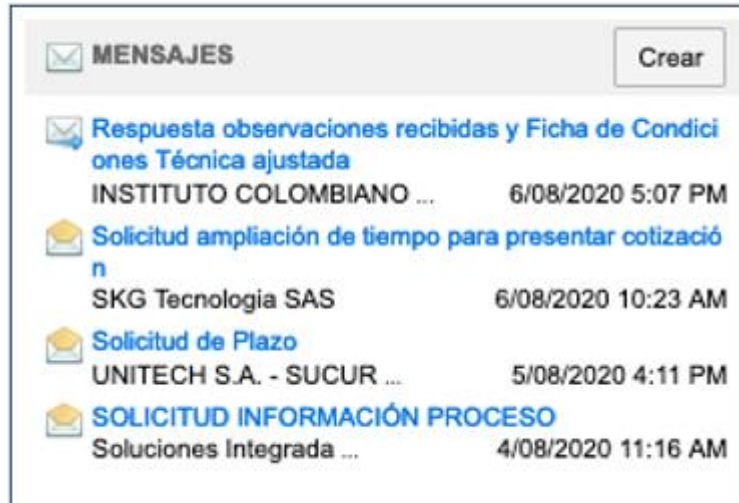 MENSAJES Crear
Respuesta observaciones recibidas y Ficha de Condici
ones Técnica ajustada
INSTITUTO COLOMBIANO ... 6/08/2020 5:07 PM
Solicitud ampliación de tiempo para presentar cotizació
n
SKG Tecnologia SAS 6/08/2020 10:23 AM
Solicitud de Plazo
UNITECH S.A. - SUCUR ... 5/08/2020 4:11 PM
SOLICITUD INFORMACIÓN PROCESO
Soluciones Integrada ... 4/08/2020 11:16 AM